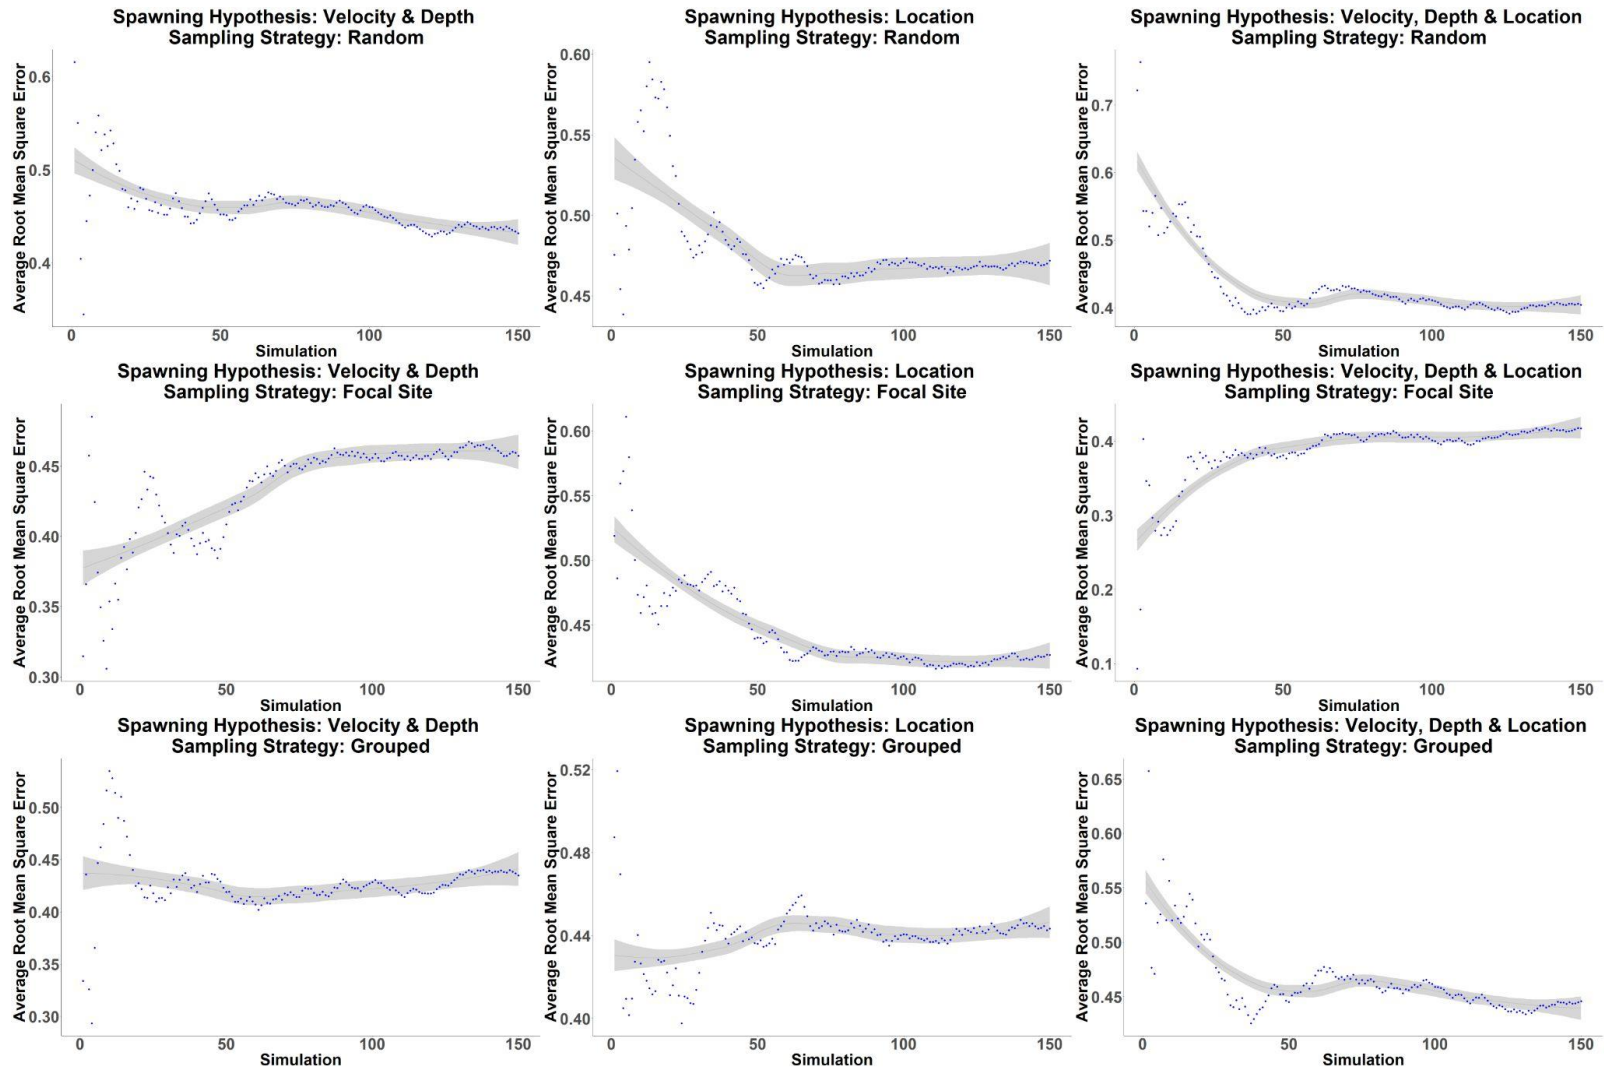 Spawning Hypothesis: Velocity & Depth
Sampling Strategy: Random
Average Root Mean Square Error
0.6
0.5
0.4
0
50
100
150
Simulation
Spawning Hypothesis: Location
Sampling Strategy: Random
Average Root Mean Square Error
0.60
0.55
0.50
0.45
0
50
100
150
Simulation
Spawning Hypothesis: Velocity, Depth & Location
Sampling Strategy: Random
Average Root Mean Square Error
0.7
0.6
0.5
0.4
0
50
100
150
Simulation
Spawning Hypothesis: Velocity & Depth
Sampling Strategy: Focal Site
Average Root Mean Square Error
0.45
0.40
0.35
0.30
0
50
100
150
Simulation
Spawning Hypothesis: Location
Sampling Strategy: Focal Site
Average Root Mean Square Error
0.60
0.55
0.50
0.45
0
50
100
150
Simulation
Spawning Hypothesis: Velocity, Depth & Location
Sampling Strategy: Focal Site
Average Root Mean Square Error
0.4
0.3
0.2
0.1
0
50
100
150
Simulation
Spawning Hypothesis: Velocity & Depth
Sampling Strategy: Grouped
Average Root Mean Square Error
0.50
0.45
0.40
0.35
0.30
0
50
100
150
Simulation
Spawning Hypothesis: Location
Sampling Strategy: Grouped
Average Root Mean Square Error
0.52
0.48
0.44
0.40
0
50
100
150
Simulation
Spawning Hypothesis: Velocity, Depth & Location
Sampling Strategy: Grouped
Average Root Mean Square Error
0.65
0.60
0.55
0.50
0.45
0
50
100
150
Simulation